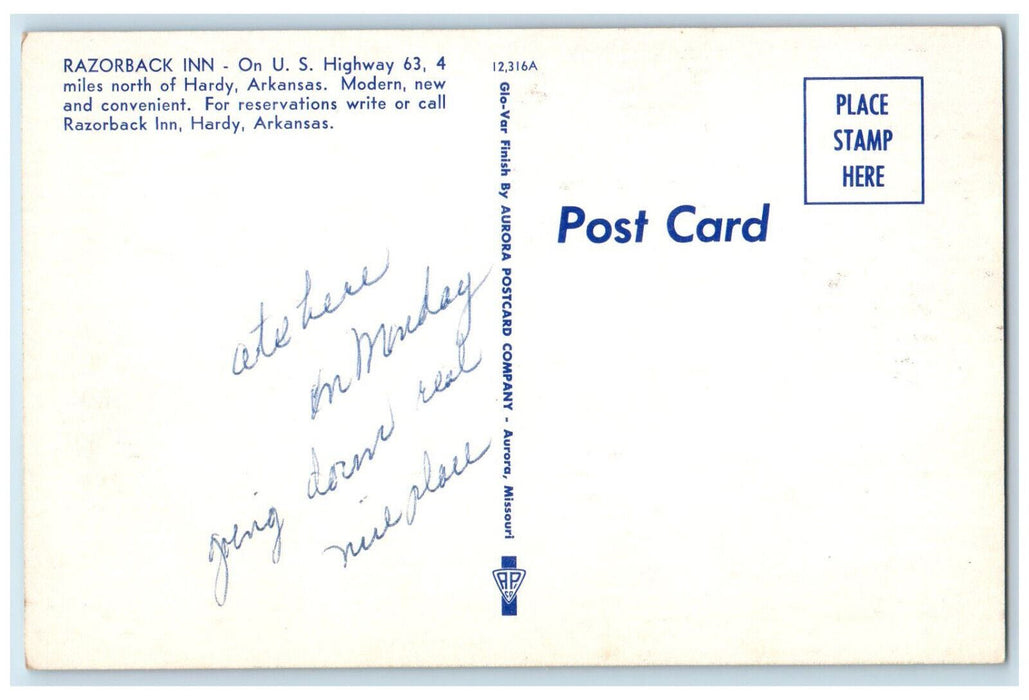 RAZORBACK INN - On U. S. Highway 63, 4
miles north of Hardy, Arkansas. Modern, new
and convenient. For reservations write or call
Razorback Inn, Hardy, Arkansas.
ate here
on Monday
going down real
nice place
12,316A
Glo-Var Finish By AURORA POSTCARD COMPANY - Aurora, Missouri
APCO
Post Card
PLACE
STAMP
HERE